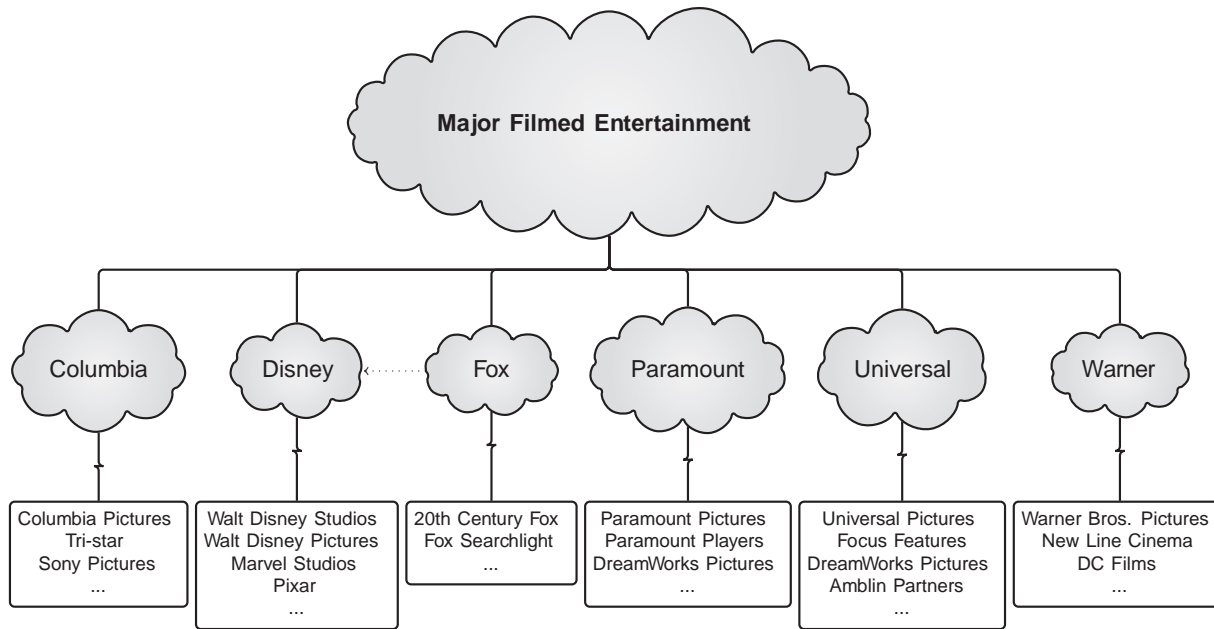 Major Filmed Entertainment
Columbia
Disney
Fox
Paramount
Universal
Warner
Columbia Pictures
Tri-star
Sony Pictures
...
Walt Disney Studios
Walt Disney Pictures
Marvel Studios
Pixar
...
20th Century Fox
Fox Searchlight
...
Paramount Pictures
Paramount Players
DreamWorks Pictures
...
Universal Pictures
Focus Features
DreamWorks Pictures
Amblin Partners
...
Warner Bros. Pictures
New Line Cinema
DC Films
...